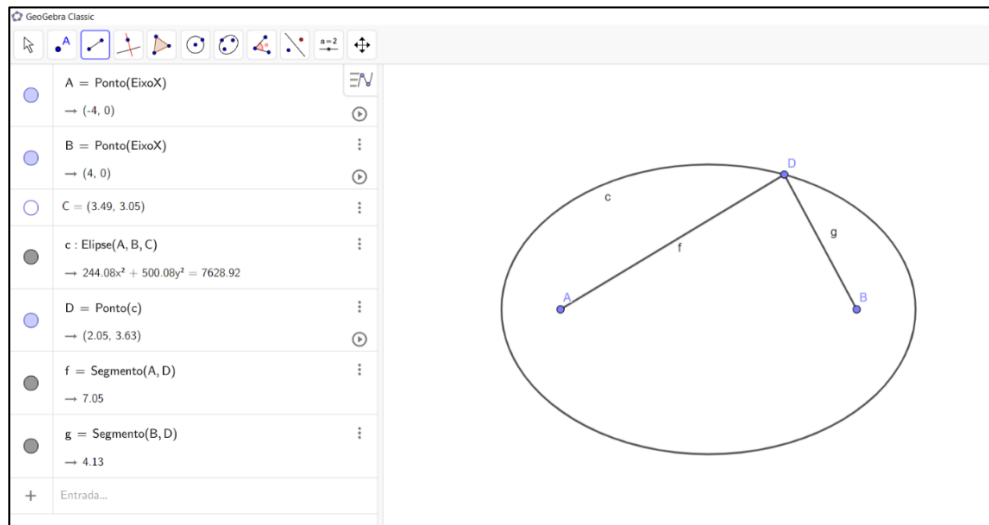 GeoGebra Classic
A
a=2
A = Ponto(EixoX)
→ (-4, 0)
B = Ponto(EixoX)
→ (4, 0)
C = (3.49, 3.05)
c : Elipse(A, B, C)
→ 244.08x² + 500.08y² = 7628.92
D = Ponto(c)
→ (2.05, 3.63)
f = Segmento(A, D)
→ 7.05
g = Segmento(B, D)
→ 4.13
+ Entrada...
D
c
g
f
A
B